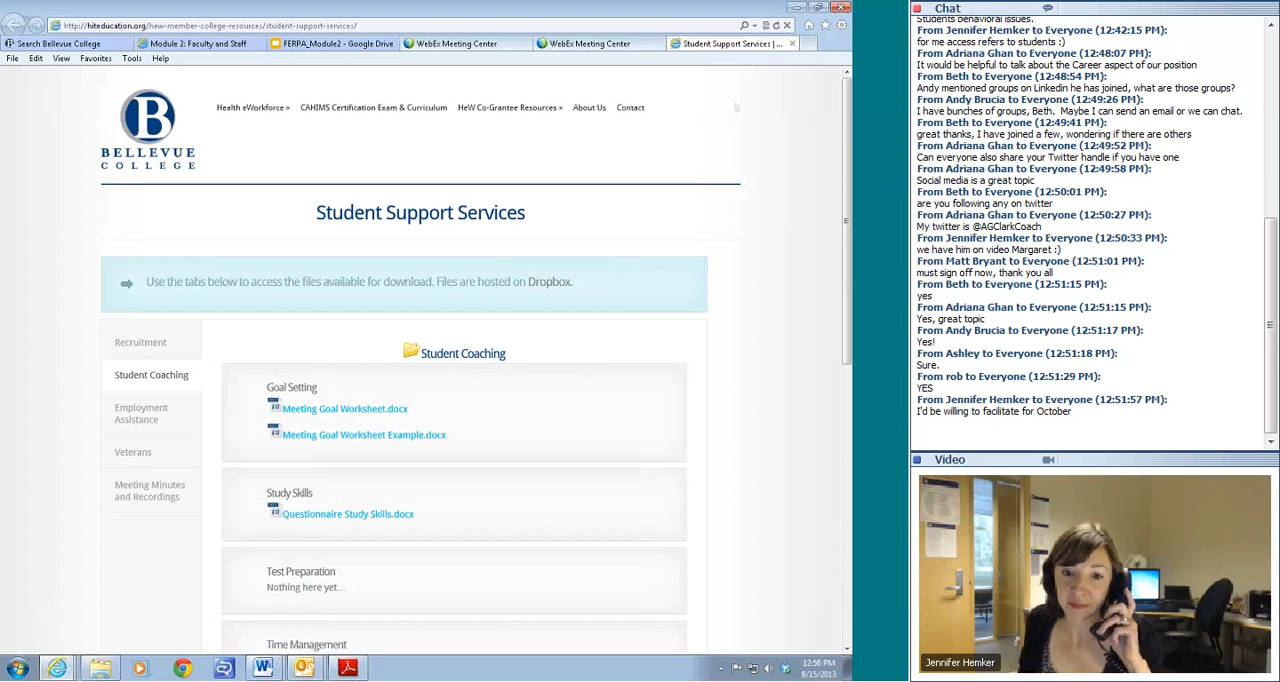 http://hiteducation.org/hew-member-college-resources/student-support-services/
Search Bellevue College
Module 2: Faculty and Staff
FERPA_Module2 - Google Drive
WebEx Meeting Center
WebEx Meeting Center
Student Support Services | ...
File Edit View Favorites Tools Help
B
BELLEVUE
COLLEGE
Health eWorkforce » CAHIMS Certification Exam & Curriculum HeW Co-Grantee Resources » About Us Contact
Student Support Services
Use the tabs below to access the files available for download. Files are hosted on Dropbox.
Recruitment
Student Coaching
Employment
Assistance
Veterans
Meeting Minutes
and Recordings
Student Coaching
Goal Setting
Meeting Goal Worksheet.docx
Meeting Goal Worksheet Example.docx
Study Skills
Questionnaire Study Skills.docx
Test Preparation
Nothing here yet...
Time Management
12:56 PM
8/15/2013
Chat
Students behavioral issues.
From Jennifer Hemker to Everyone (12:42:15 PM):
for me access refers to students :)
From Adriana Ghan to Everyone (12:48:07 PM):
It would be helpful to talk about the Career aspect of our position
From Beth to Everyone (12:48:54 PM):
Andy mentioned groups on Linkedin he has joined, what are those groups?
From Andy Brucia to Everyone (12:49:26 PM):
I have bunches of groups, Beth. Maybe I can send an email or we can chat.
From Beth to Everyone (12:49:41 PM):
great thanks, I have joined a few, wondering if there are others
From Adriana Ghan to Everyone (12:49:52 PM):
Can everyone also share your Twitter handle if you have one
From Adriana Ghan to Everyone (12:49:58 PM):
Social media is a great topic
From Beth to Everyone (12:50:01 PM):
are you following any on twitter
From Adriana Ghan to Everyone (12:50:27 PM):
My twitter is @AGClarkCoach
From Jennifer Hemker to Everyone (12:50:33 PM):
we have him on video Margaret :)
From Matt Bryant to Everyone (12:51:01 PM):
must sign off now, thank you all
From Beth to Everyone (12:51:15 PM):
yes
From Adriana Ghan to Everyone (12:51:15 PM):
Yes, great topic
From Andy Brucia to Everyone (12:51:17 PM):
Yes!
From Ashley to Everyone (12:51:18 PM):
Sure.
From rob to Everyone (12:51:29 PM):
YES
From Jennifer Hemker to Everyone (12:51:57 PM):
I'd be willing to facilitate for October
Video
Jennifer Hemker